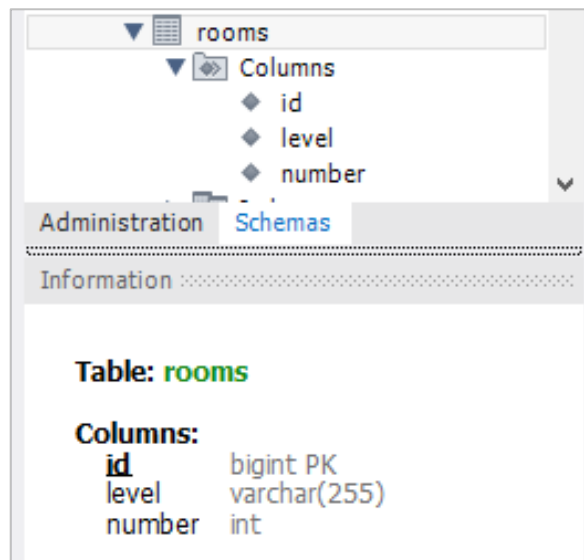 rooms
Columns
id
level
number
Administration Schemas
Information
Table: rooms
Columns:
id bigint PK
level varchar(255)
number int